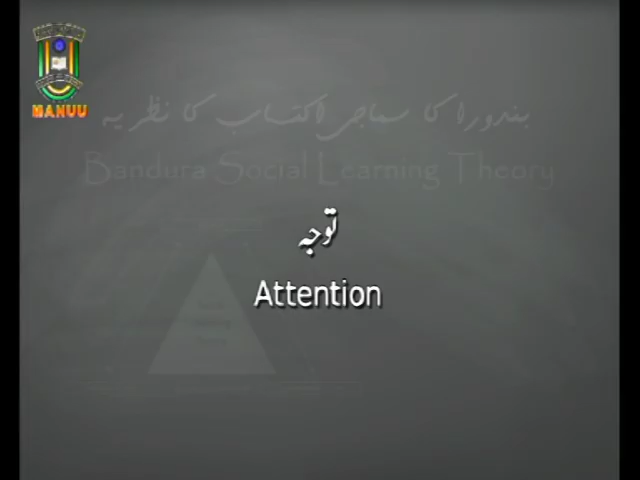 MANUU
بندورا کا سماجی اکتساب کا نظریہ
Bandura Social Learning Theory
توجہ
Attention